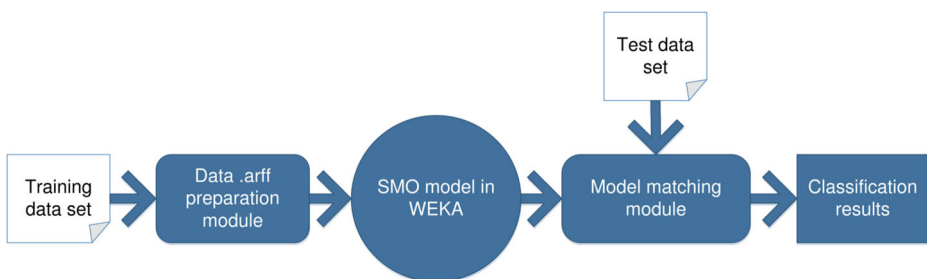 Test data
set
Training
data set
Data .arff
preparation
module
SMO model in
WEKA
Model matching
module
Classification
results